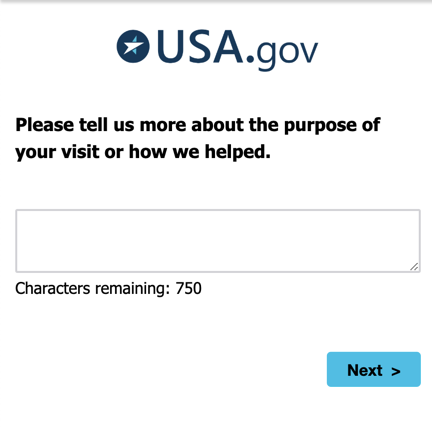 USA.gov
Please tell us more about the purpose of
your visit or how we helped.
Characters remaining: 750
Next >